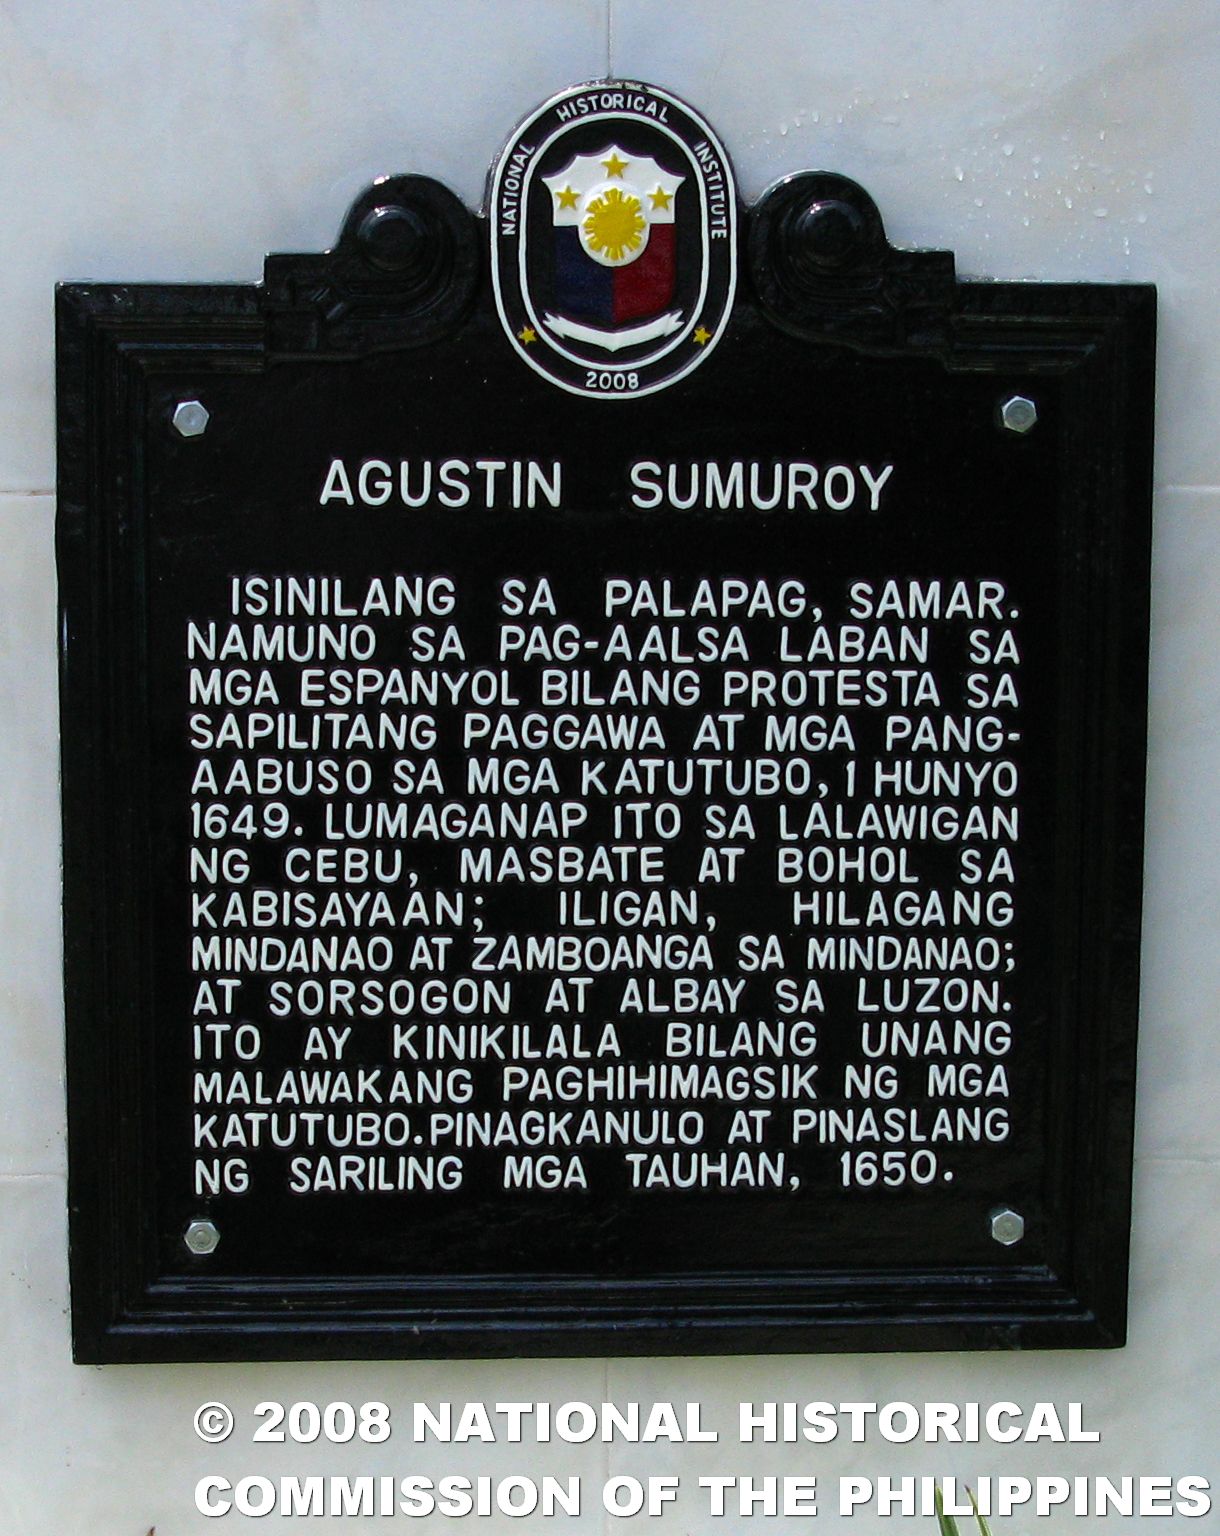 NATIONAL HISTORICAL INSTITUTE
2008
AGUSTIN SUMUROY
ISINILANG SA PALAPAG, SAMAR.
NAMUNO SA PAG-AALSA LABAN SA
MGA ESPANYOL BILANG PROTESTA SA
SAPILITANG PAGGAWA AT MGA PANG-
AABUSO SA MGA KATUTUBO, 1 HUNYO
1649. LUMAGANAP ITO SA LALAWIGAN
NG CEBU, MASBATE AT BOHOL SA
KABISAYAAN; ILIGAN, HILAGANG
MINDANAO AT ZAMBOANGA SA MINDANAO;
AT SORSOGON AT ALBAY SA LUZON.
ITO AY KINIKILALA BILANG UNANG
MALAWAKANG PAGHIHIMAGSIK NG MGA
KATUTUBO.PINAGKANULO AT PINASLANG
NG SARILING MGA TAUHAN, 1650.
© 2008 NATIONAL HISTORICAL
COMMISSION OF THE PHILIPPINES